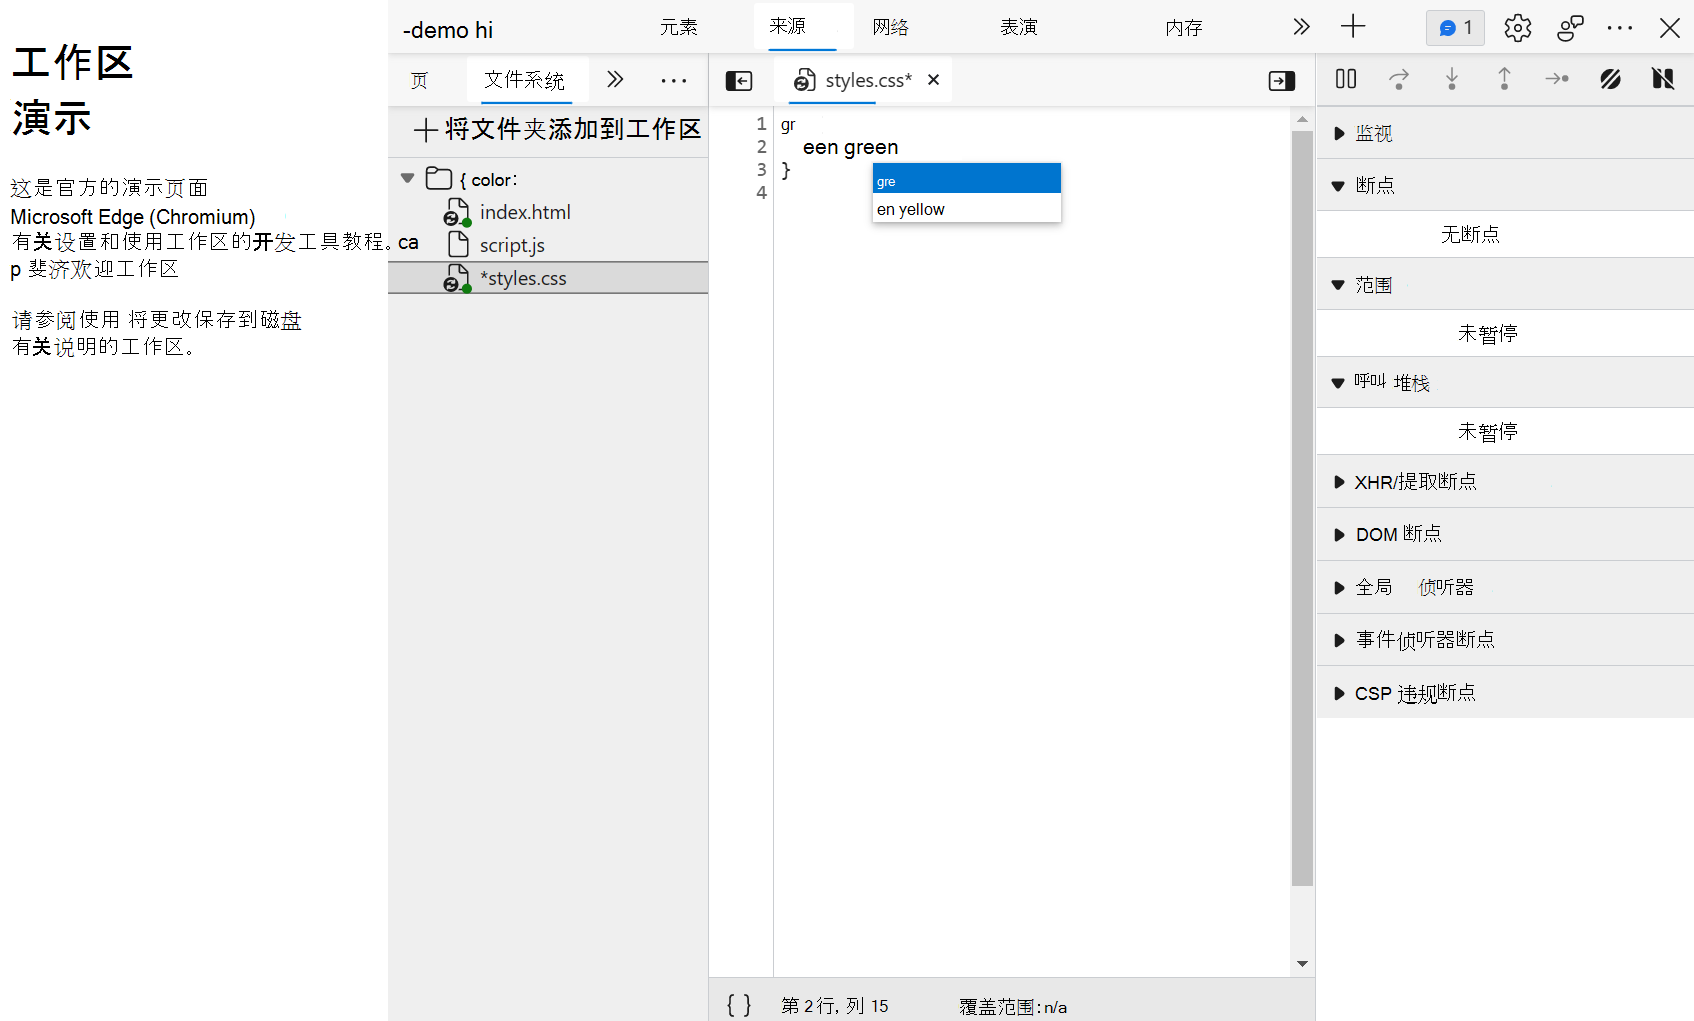 工作区
演示
这是官方的演示页面
Microsoft Edge (Chromium)
有关设置和使用工作区的开发工具教程。ca
p 斐济欢迎工作区
请参阅使用 将更改保存到磁盘
有关说明的工作区。
-demo hi
元素
来源
网络
表演
内存
1
页
文件系统
将文件夹添加到工作区
{ color:
index.html
script.js
*styles.css
styles.css*
1 gr
2 een green
3 }
4
gre
en yellow
{ } 第 2 行, 列 15
覆盖范围: n/a
监视
断点
无断点
范围
未暂停
呼叫 堆栈
未暂停
XHR/提取断点
DOM 断点
全局 侦听器
事件侦听器断点
CSP 违规断点